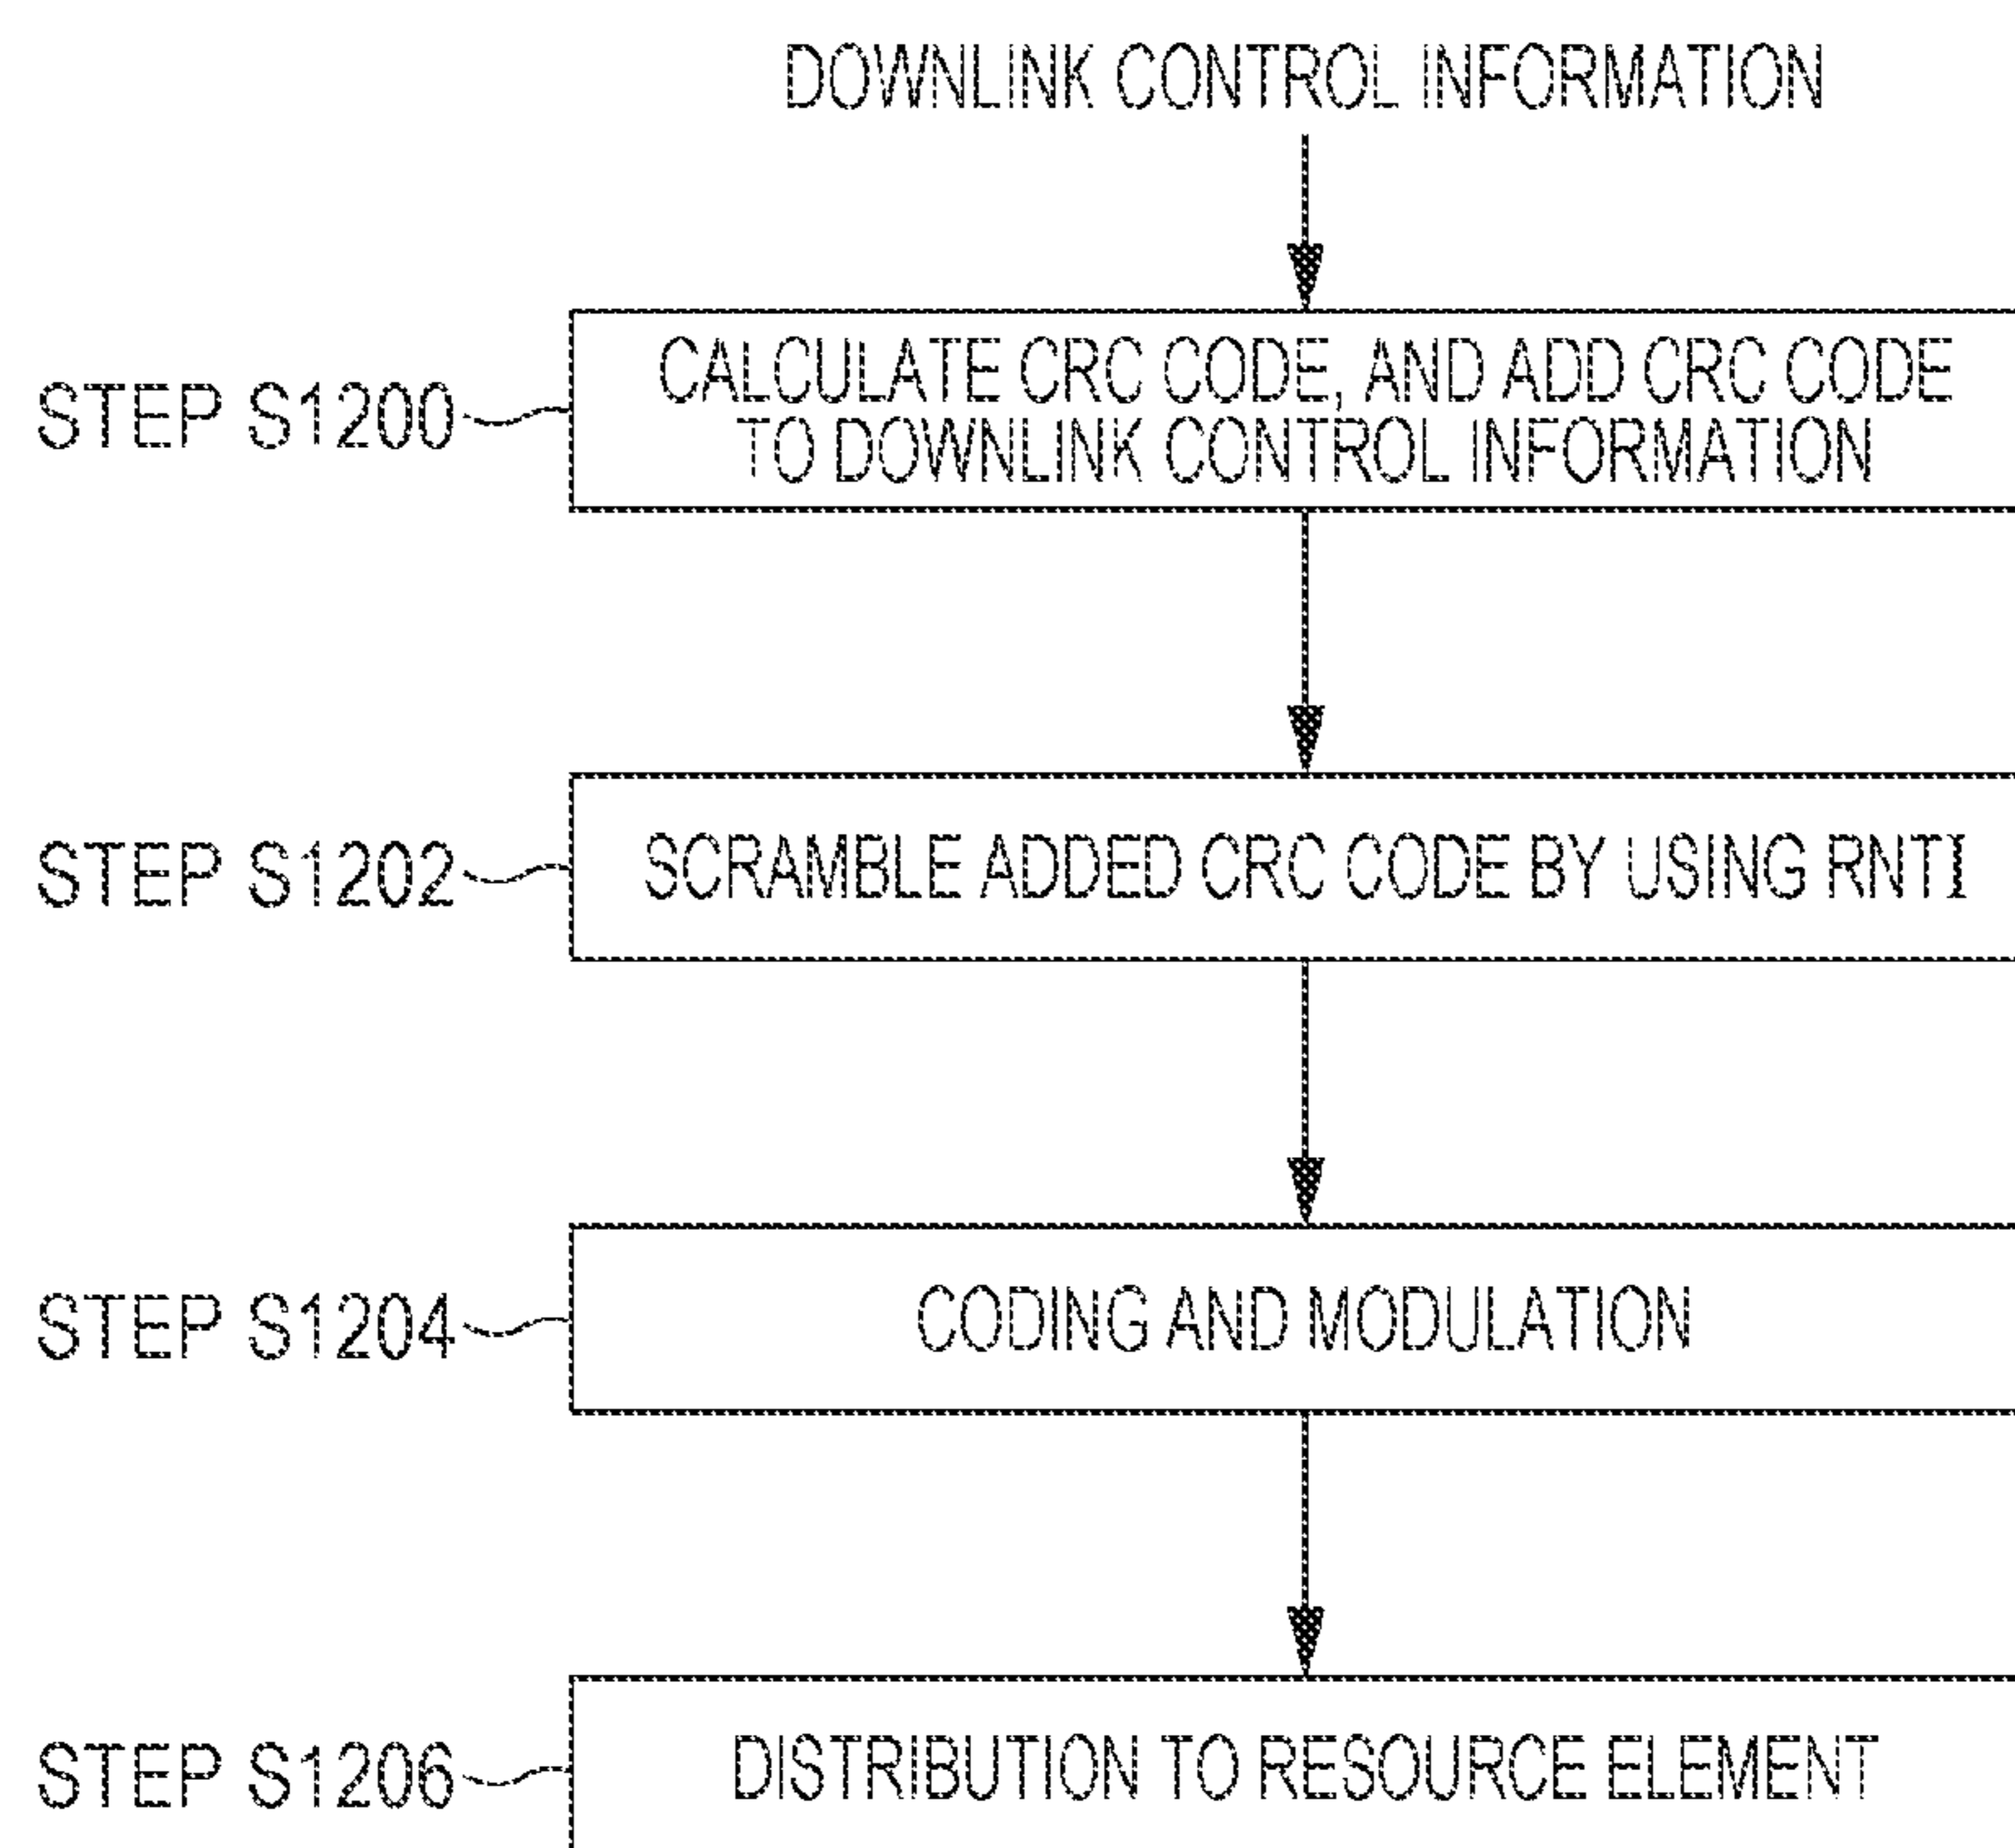 DOWNLINK CONTROL INFORMATION
STEP S1200
CALCULATE CRC CODE, AND ADD CRC CODE
TO DOWNLINK CONTROL INFORMATION
STEP S1202
SCRAMBLE ADDED CRC CODE BY USING RNTI
STEP S1204
CODING AND MODULATION
STEP S1206
DISTRIBUTION TO RESOURCE ELEMENT